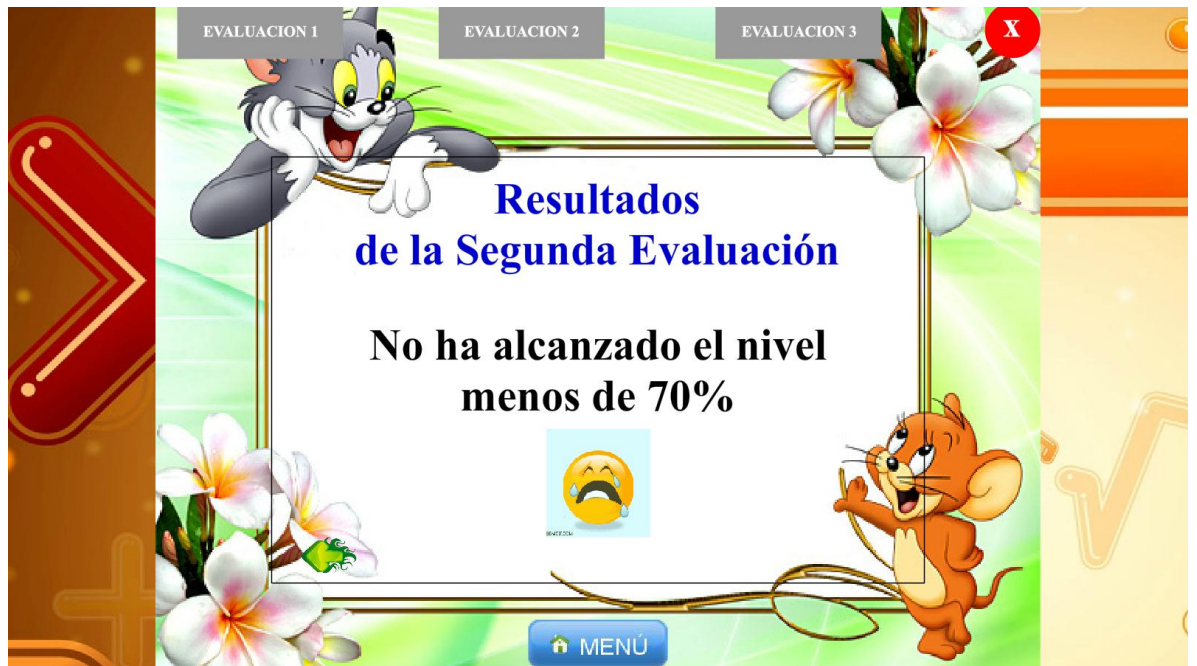 EVALUACION 1
EVALUACION 2
EVALUACION 3
X
Resultados
de la Segunda Evaluación
No ha alcanzado el nivel
menos de 70%
MENÚ